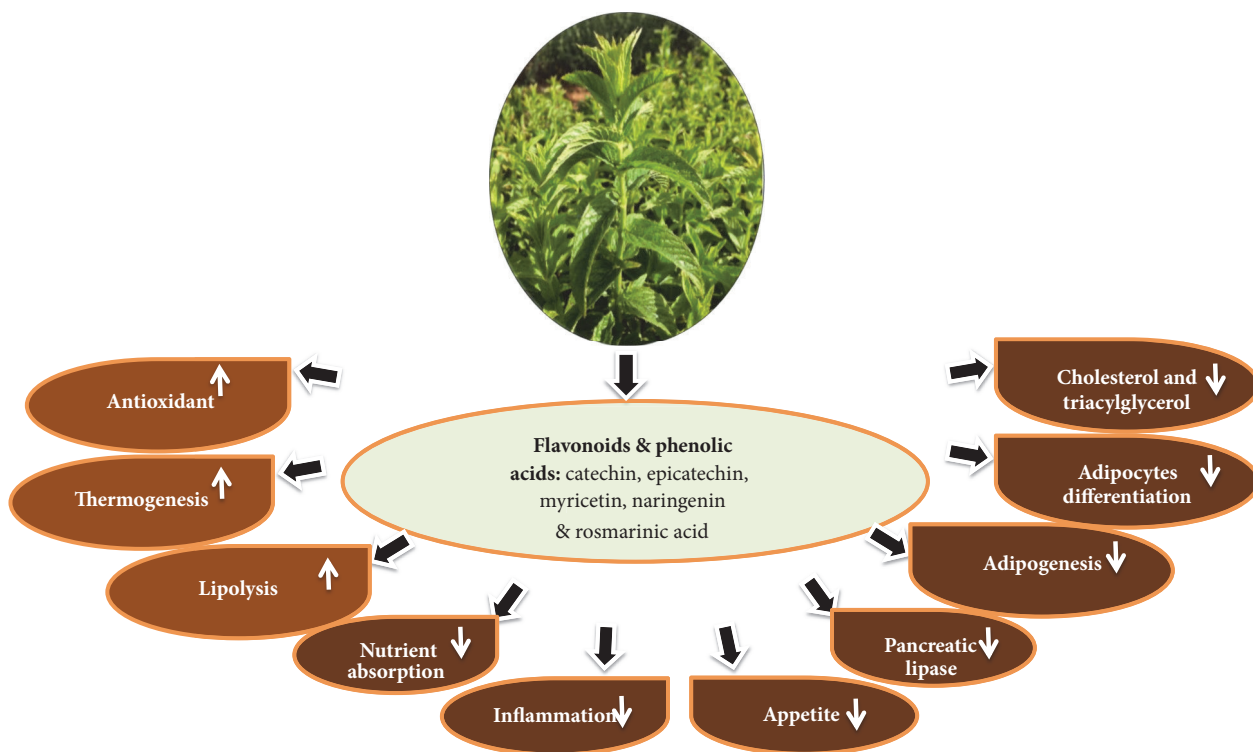 Flavonoids & phenolic
acids: catechin, epicatechin,
myricetin, naringenin
& rosmarinic acid
Antioxidant
Thermogenesis
Lipolysis
Nutrient
absorption
Inflammation
Appetite
Pancreatic
lipase
Adipogenesis
Adipocytes
differentiation
Cholesterol and
triacylglycerol